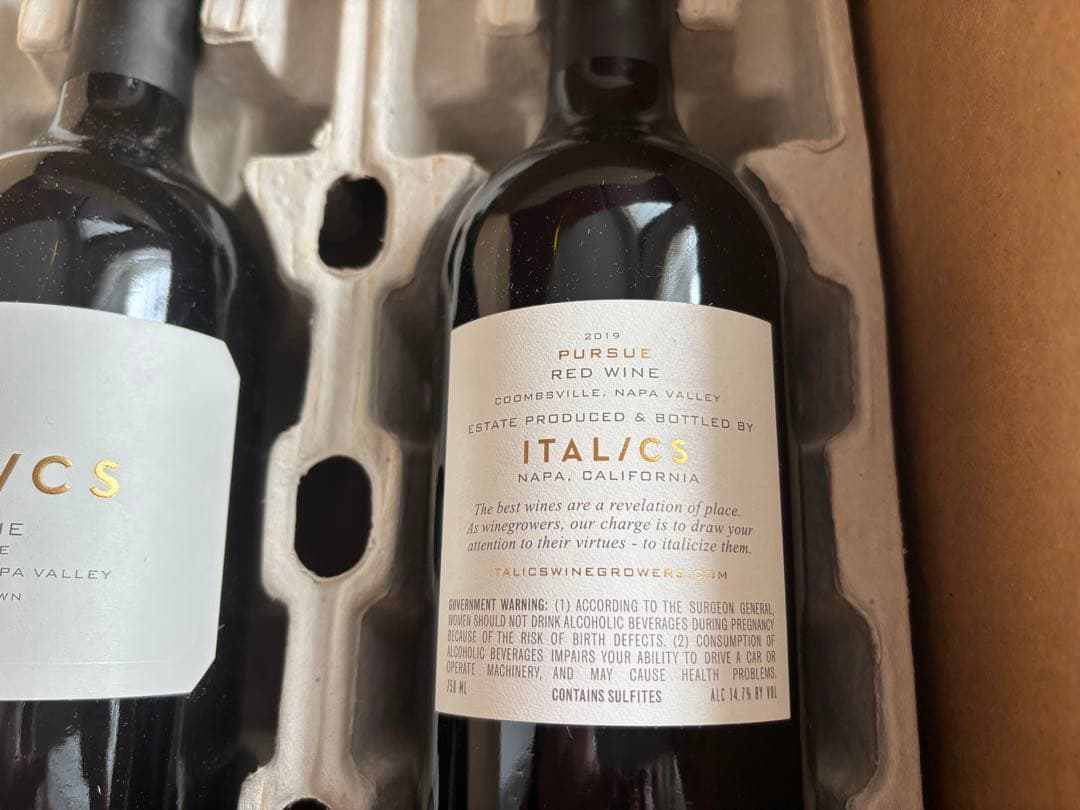 /CS
PA VALLEY
2019
PURSUE
RED WINE
COOMBSVILLE, NAPA VALLEY
ESTATE PRODUCED & BOTTLED BY
ITAL/CS
NAPA, CALIFORNIA
The best wines are a revelation of place.
As winegrowers, our charge is to draw your
attention to their virtues - to italicize them.
ITALICSWINEGROWERS.COM
GOVERNMENT WARNING: (1) ACCORDING TO THE SURGEON GENERAL,
WOMEN SHOULD NOT DRINK ALCOHOLIC BEVERAGES DURING PREGNANCY
BECAUSE OF THE RISK OF BIRTH DEFECTS. (2) CONSUMPTION OF
ALCOHOLIC BEVERAGES IMPAIRS YOUR ABILITY TO DRIVE A CAR OR
OPERATE MACHINERY, AND MAY CAUSE HEALTH PROBLEMS.
750 ML CONTAINS SULFITES ALC 14.7% BY VOL